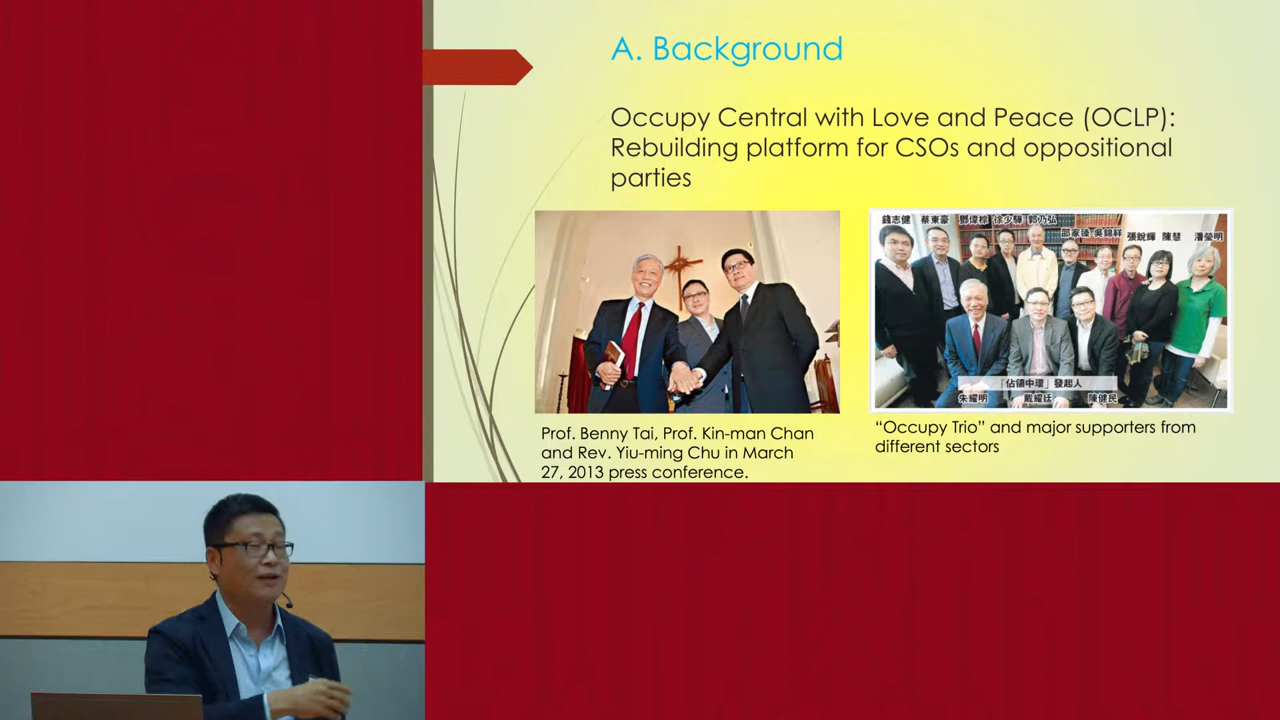 A. Background
Occupy Central with Love and Peace (OCLP):
Rebuilding platform for CSOs and oppositional
parties
錢志健 蔡東豪 鄧偉棕 徐少驊 郭乃弘
邵家臻 吳錦祥 張銳輝 陳慧 潘瑩明
「佔領中環」發起人
朱耀明 戴耀廷 陳健民
Prof. Benny Tai, Prof. Kin-man Chan
and Rev. Yiu-ming Chu in March
27, 2013 press conference.
“Occupy Trio” and major supporters from
different sectors